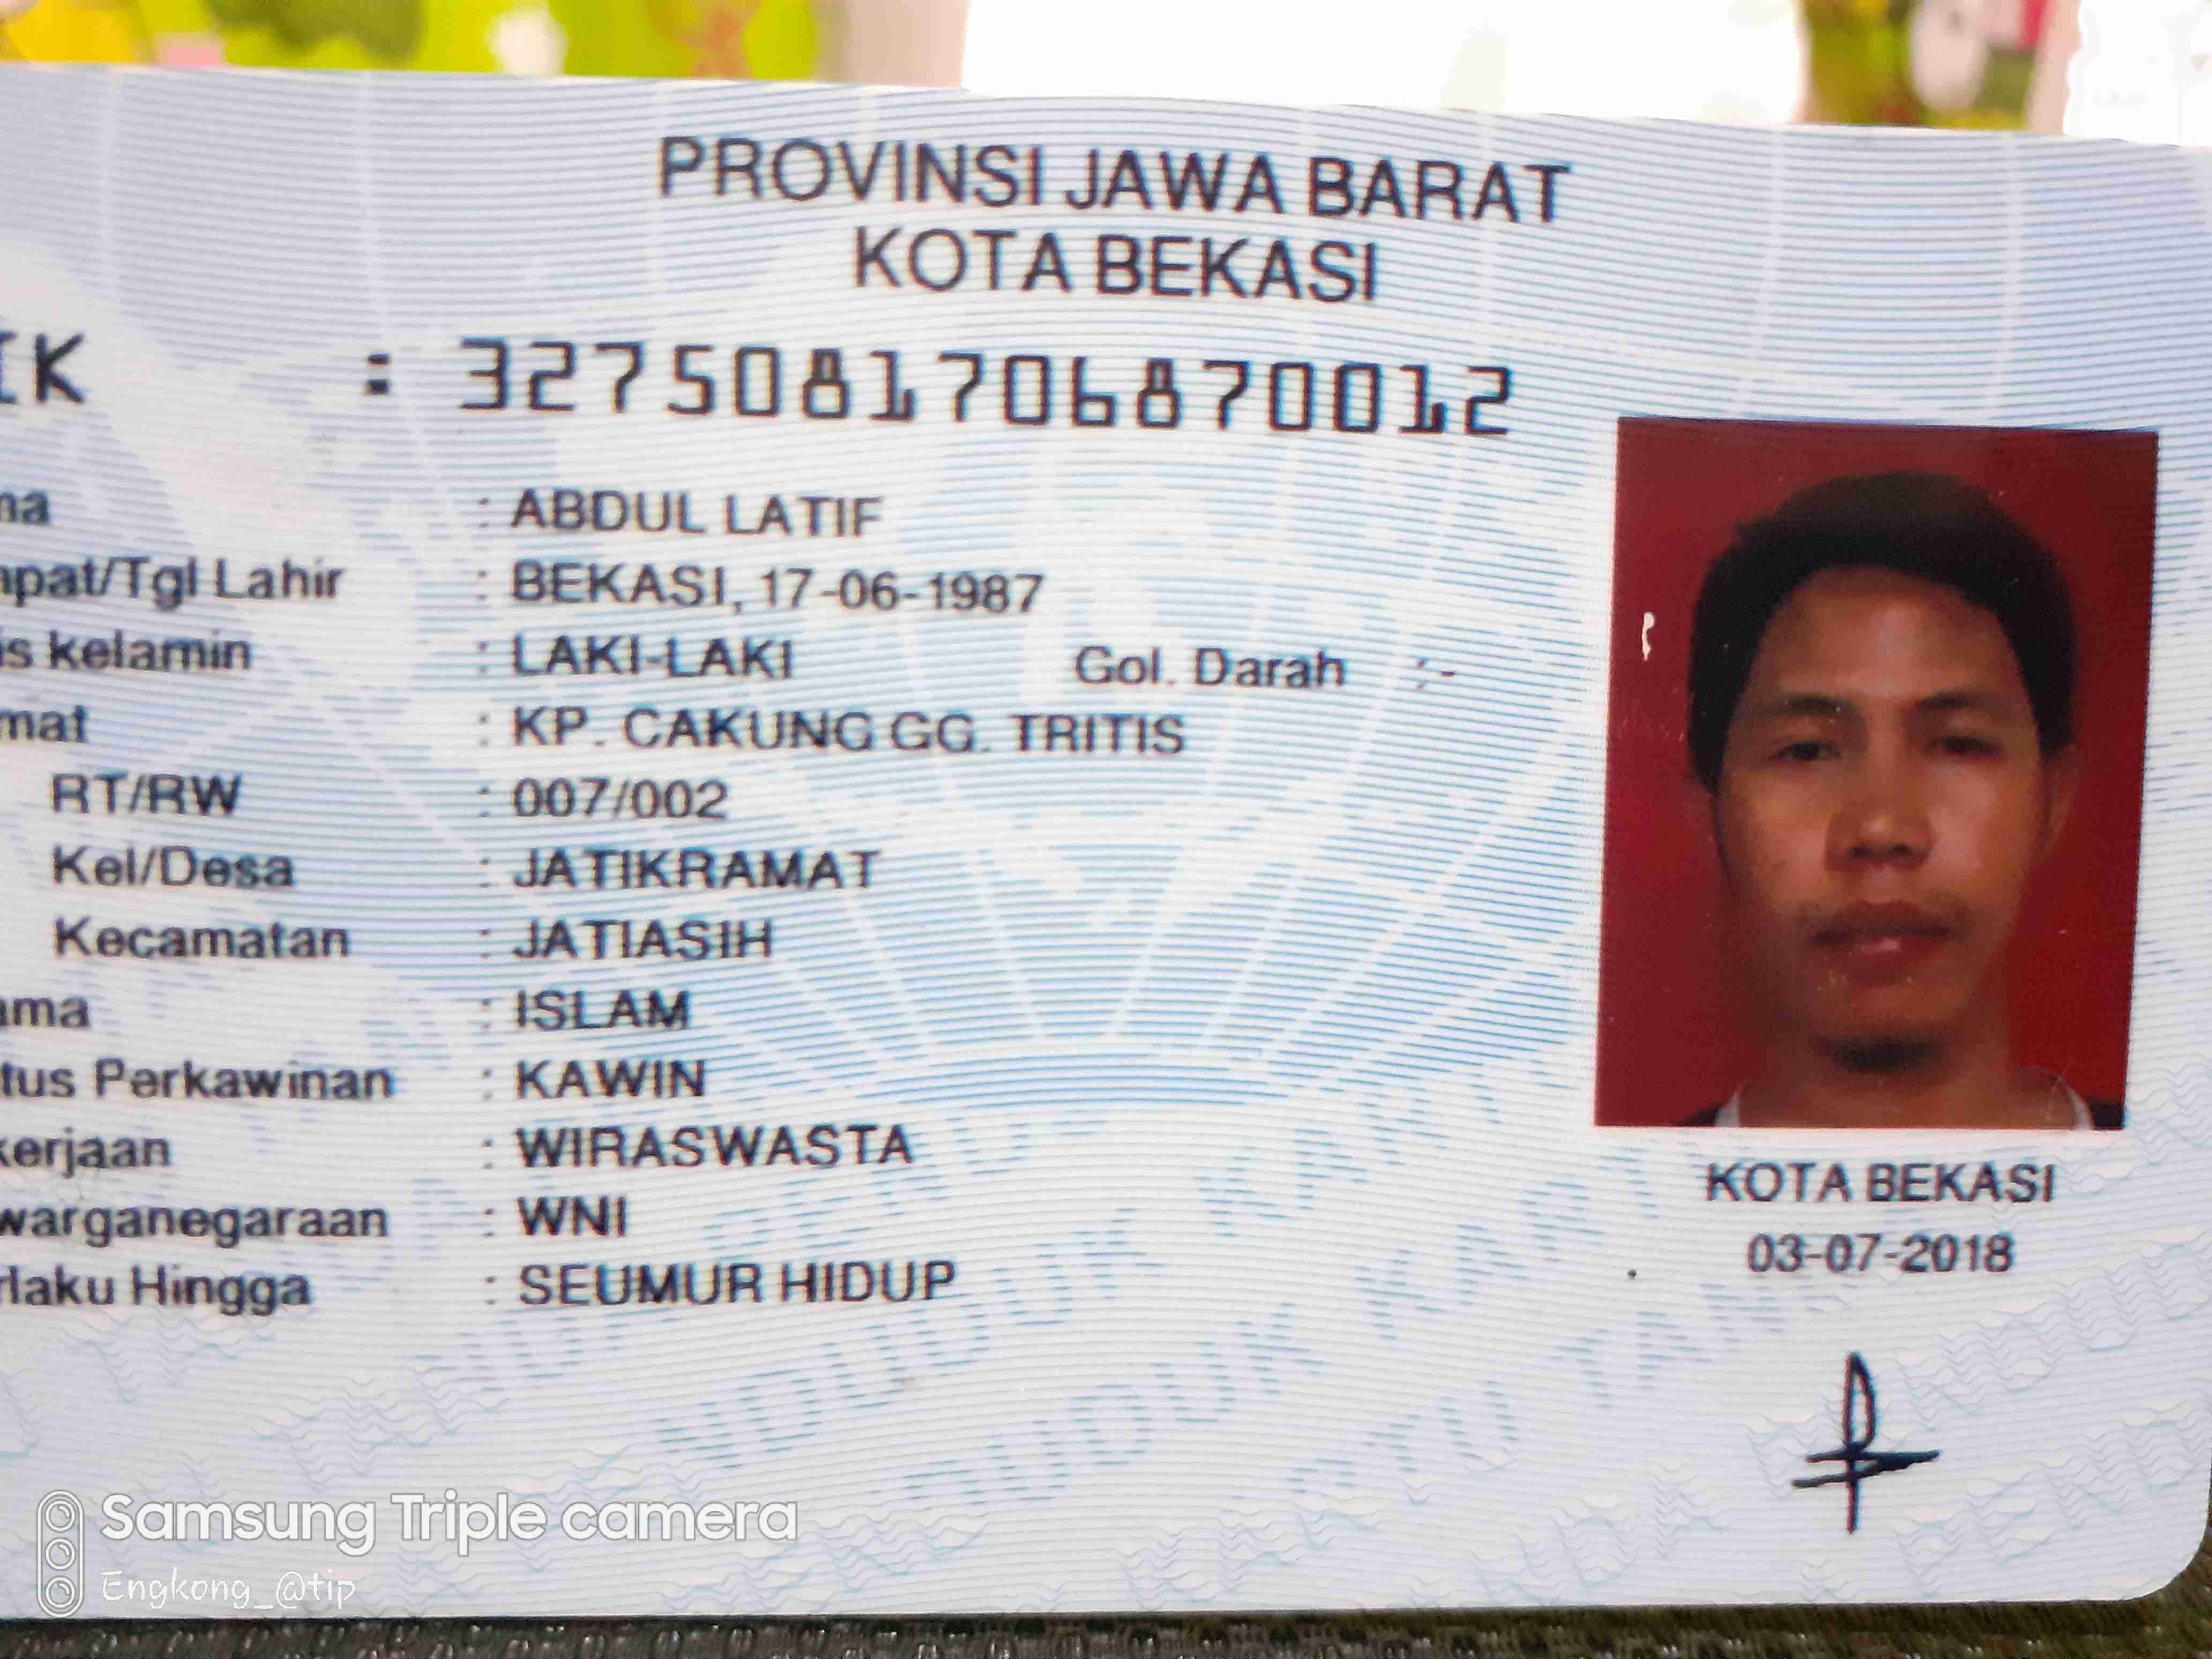 PROVINSI JAWA BARAT
KOTA BEKASI
IK : 3275081706870012
ma : ABDUL LATIF
npat/Tgl Lahir : BEKASI, 17-06-1987
is kelamin : LAKI-LAKI Gol. Darah :-
mat : KP. CAKUNG GG. TRITIS
RT/RW : 007/002
Kel/Desa : JATIKRAMAT
Kecamatan : JATIASIH
ama : ISLAM
tus Perkawinan : KAWIN
kerjaan : WIRASWASTA
warganegaraan : WNI
rlaku Hingga : SEUMUR HIDUP
KOTA BEKASI
03-07-2018
Samsung Triple camera
Engkong_@tip